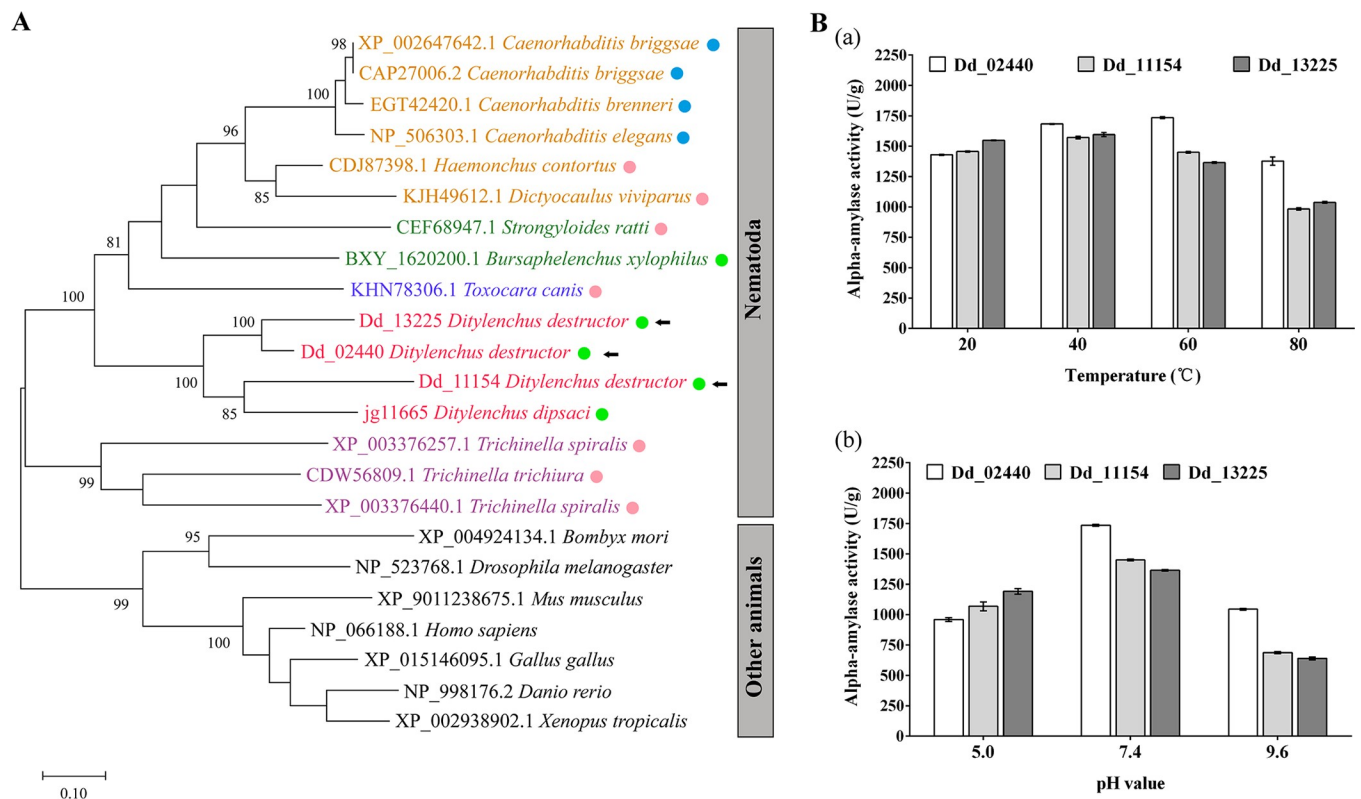 A
98
XP_002647642.1 Caenorhabditis briggsae
CAP27006.2 Caenorhabditis briggsae
100
EGT42420.1 Caenorhabditis brenneri
96
NP_506303.1 Caenorhabditis elegans
CDJ87398.1 Haemonchus contortus
85
KJH49612.1 Dictyocaulus viviparus
CEF68947.1 Strongyloides ratti
81
BXY_1620200.1 Bursaphelenchus xylophilus
KHN78306.1 Toxocara canis
100
100
Dd_13225 Ditylenchus destructor
Dd_02440 Ditylenchus destructor
100
Dd_11154 Ditylenchus destructor
85
jg11665 Ditylenchus dipsaci
XP_003376257.1 Trichinella spiralis
99
CDW56809.1 Trichinella trichiura
XP_003376440.1 Trichinella spiralis
95
XP_004924134.1 Bombyx mori
NP_523768.1 Drosophila melanogaster
99
XP_9011238675.1 Mus musculus
100
NP_066188.1 Homo sapiens
XP_015146095.1 Gallus gallus
NP_998176.2 Danio rerio
XP_002938902.1 Xenopus tropicalis
0.10
Nematoda
Other animals
B
(a)
Alpha-amylase activity (U/g)
2250
2000
1750
1500
1250
1000
750
500
250
0
Dd_02440 Dd_11154 Dd_13225
20 40 60 80
Temperature (℃)
(b)
Alpha-amylase activity (U/g)
2250
2000
1750
1500
1250
1000
750
500
250
0
Dd_02440 Dd_11154 Dd_13225
5.0 7.4 9.6
pH value